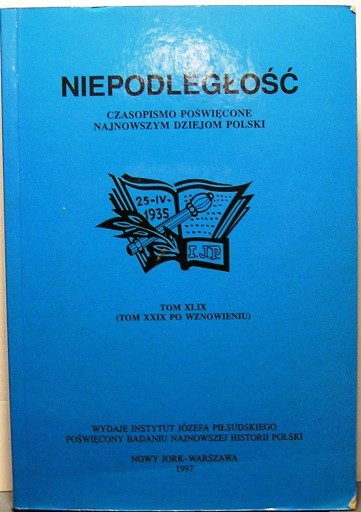 NIEPODLEGŁOŚĆ
CZASOPISMO POŚWIĘCONE
NAJNOWSZYM DZIEJOM POLSKI
25-IV-
1935
I.J.P.
TOM XLIX
(TOM XXIX PO WZNOWIENIU)
WYDAJE INSTYTUT JÓZEFA PIŁSUDSKIEGO
POŚWIĘCONY BADANIU NAJNOWSZEJ HISTORII POLSKI
NOWY JORK–WARSZAWA
1997